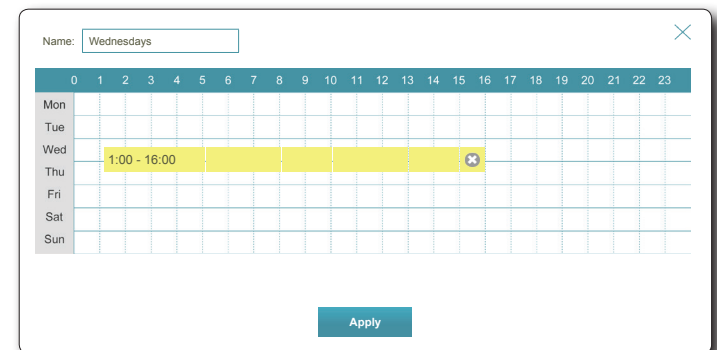 Name: Wednesdays
0 1 2 3 4 5 6 7 8 9 10 11 12 13 14 15 16 17 18 19 20 21 22 23
Mon
Tue
Wed
1:00 - 16:00
Thu
Fri
Sat
Sun
Apply